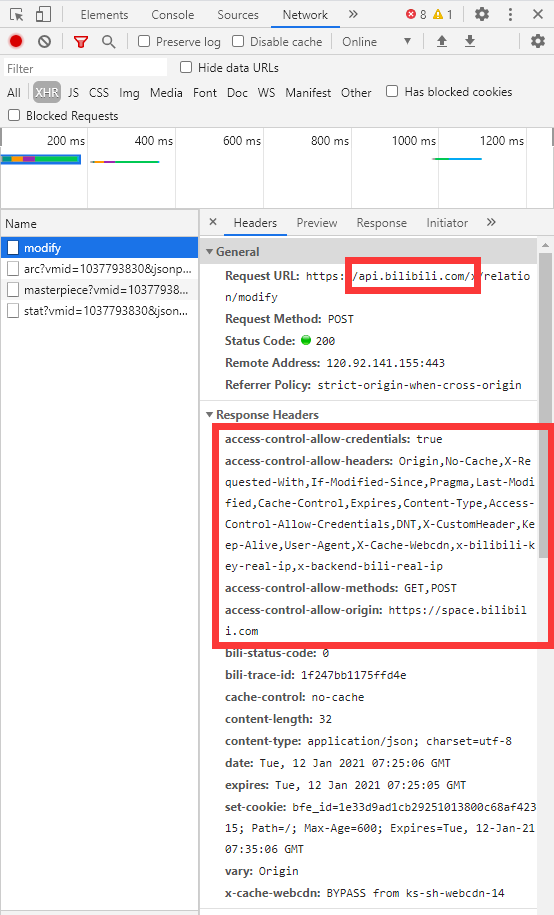 Elements Console Sources Network » 8 1
Preserve log Disable cache Online
Filter Hide data URLs
All XHR JS CSS Img Media Font Doc WS Manifest Other Has blocked cookies
Blocked Requests
200 ms 400 ms 600 ms 800 ms 1000 ms 1200 ms
Name
modify
arc?vmid=1037793830&jsonp...
masterpiece?vmid=10377938...
stat?vmid=1037793830&json...
× Headers Preview Response Initiator »
General
Request URL: https://api.bilibili.com/x/relatio
n/modify
Request Method: POST
Status Code: 200
Remote Address: 120.92.141.155:443
Referrer Policy: strict-origin-when-cross-origin
Response Headers
access-control-allow-credentials: true
access-control-allow-headers: Origin,No-Cache,X-Re
quested-With,If-Modified-Since,Pragma,Last-Modi
fied,Cache-Control,Expires,Content-Type,Access-
Control-Allow-Credentials,DNT,X-CustomHeader,Ke
ep-Alive,User-Agent,X-Cache-Webcdn,x-bilibili-k
ey-real-ip,x-backend-bili-real-ip
access-control-allow-methods: GET,POST
access-control-allow-origin: https://space.bilibil
i.com
bili-status-code: 0
bili-trace-id: 1f247bb1175ffd4e
cache-control: no-cache
content-length: 32
content-type: application/json; charset=utf-8
date: Tue, 12 Jan 2021 07:25:06 GMT
expires: Tue, 12 Jan 2021 07:25:05 GMT
set-cookie: bfe_id=1e33d9ad1cb29251013800c68af423
15; Path=/; Max-Age=600; Expires=Tue, 12-Jan-21
07:35:06 GMT
vary: Origin
x-cache-webcdn: BYPASS from ks-sh-webcdn-14